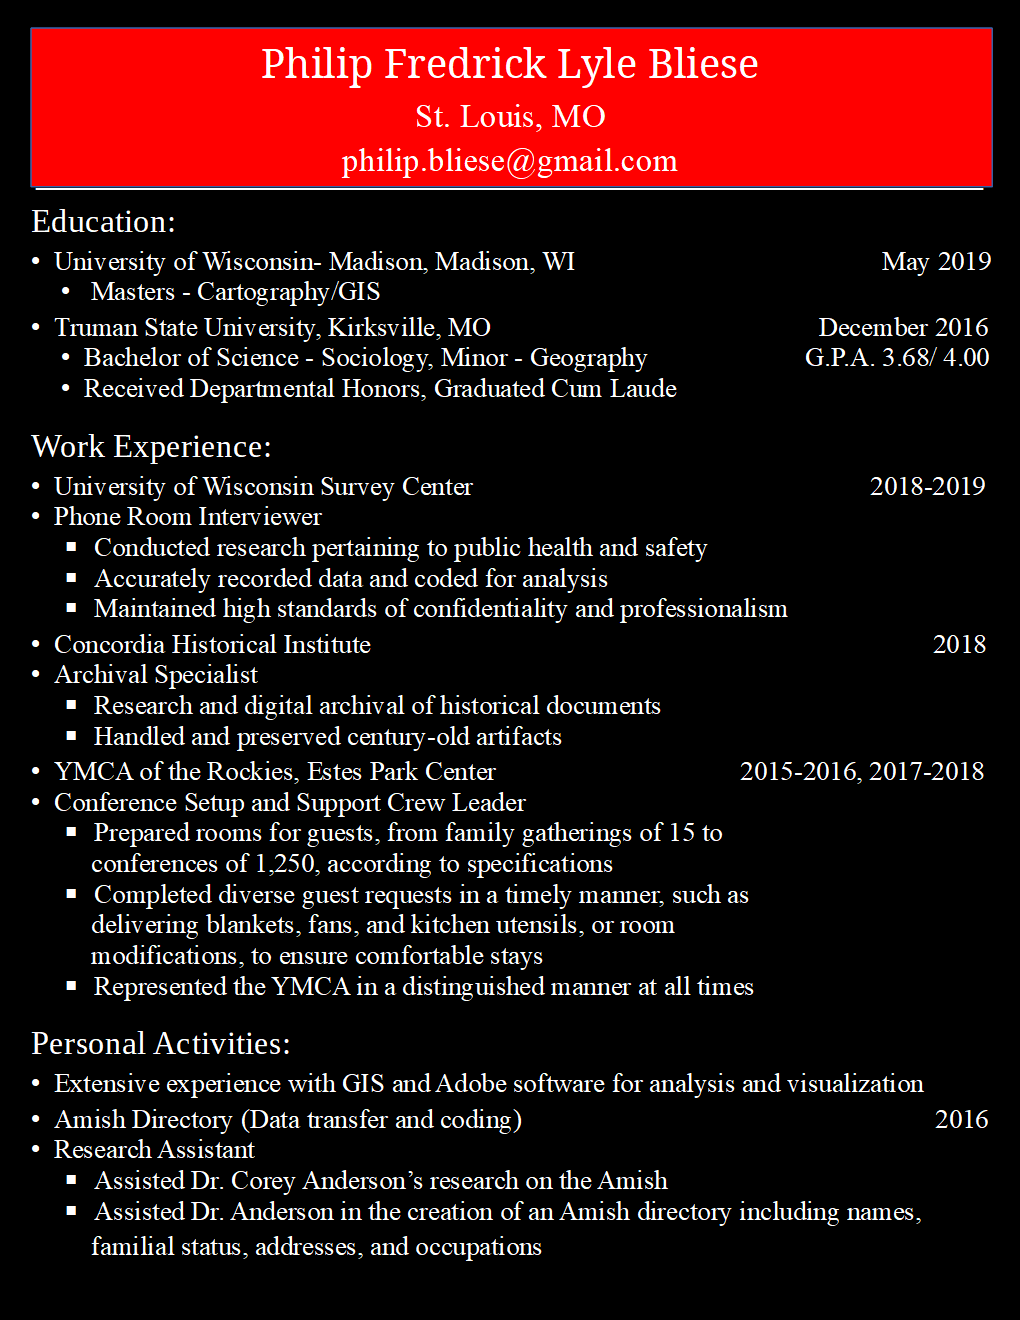 Philip Fredrick Lyle Bliese
St. Louis, MO
philip.bliese@gmail.com
Education:
• University of Wisconsin- Madison, Madison, WI May 2019
• Masters - Cartography/GIS
• Truman State University, Kirksville, MO December 2016
• Bachelor of Science - Sociology, Minor - Geography G.P.A. 3.68/ 4.00
• Received Departmental Honors, Graduated Cum Laude
Work Experience:
• University of Wisconsin Survey Center 2018-2019
• Phone Room Interviewer
▪ Conducted research pertaining to public health and safety
▪ Accurately recorded data and coded for analysis
▪ Maintained high standards of confidentiality and professionalism
• Concordia Historical Institute 2018
• Archival Specialist
▪ Research and digital archival of historical documents
▪ Handled and preserved century-old artifacts
• YMCA of the Rockies, Estes Park Center 2015-2016, 2017-2018
• Conference Setup and Support Crew Leader
▪ Prepared rooms for guests, from family gatherings of 15 to
conferences of 1,250, according to specifications
▪ Completed diverse guest requests in a timely manner, such as
delivering blankets, fans, and kitchen utensils, or room
modifications, to ensure comfortable stays
▪ Represented the YMCA in a distinguished manner at all times
Personal Activities:
• Extensive experience with GIS and Adobe software for analysis and visualization
• Amish Directory (Data transfer and coding) 2016
• Research Assistant
▪ Assisted Dr. Corey Anderson’s research on the Amish
▪ Assisted Dr. Anderson in the creation of an Amish directory including names,
familial status, addresses, and occupations